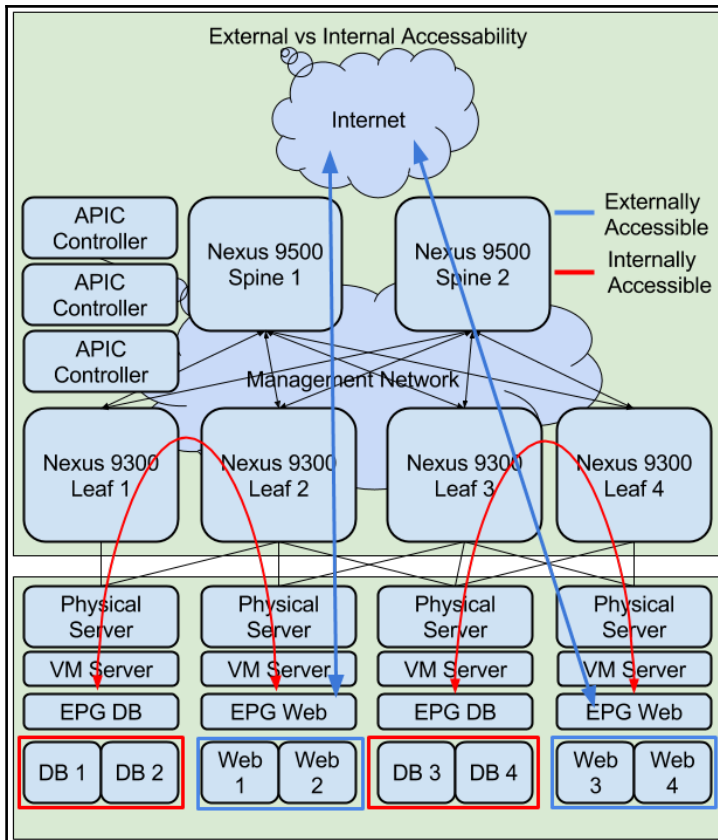 External vs Internal Accessability
Internet
APIC
Controller
APIC
Controller
APIC
Controller
Nexus 9500
Spine 1
Nexus 9500
Spine 2
Externally
Accessible
Internally
Accessible
Management Network
Nexus 9300
Leaf 1
Nexus 9300
Leaf 2
Nexus 9300
Leaf 3
Nexus 9300
Leaf 4
Physical
Server
Physical
Server
Physical
Server
Physical
Server
VM Server
VM Server
VM Server
VM Server
EPG DB
EPG Web
EPG DB
EPG Web
DB 1
DB 2
Web
1
Web
2
DB 3
DB 4
Web
3
Web
4